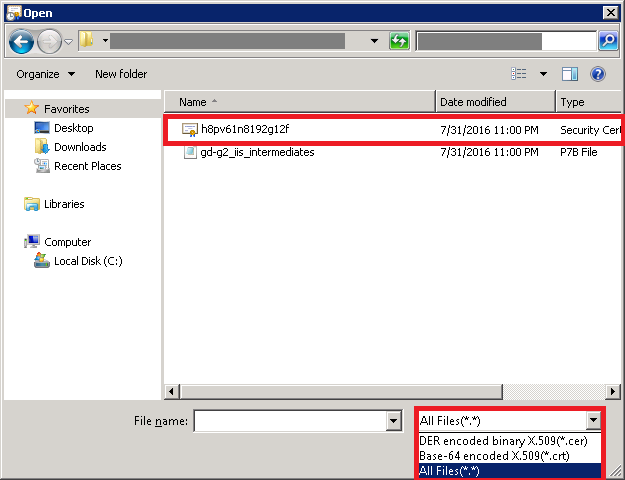 Open
Organize
New folder
Name
Date modified
Type
Favorites
Desktop
Downloads
Recent Places
Libraries
Computer
Local Disk (C:)
h8pv61n8192g12f
7/31/2016 11:00 PM
Security Cert
gd-g2_iis_intermediates
7/31/2016 11:00 PM
P7B File
File name:
All Files(*.*)
DER encoded binary X.509(*.cer)
Base-64 encoded X.509(*.crt)
All Files(*.*)